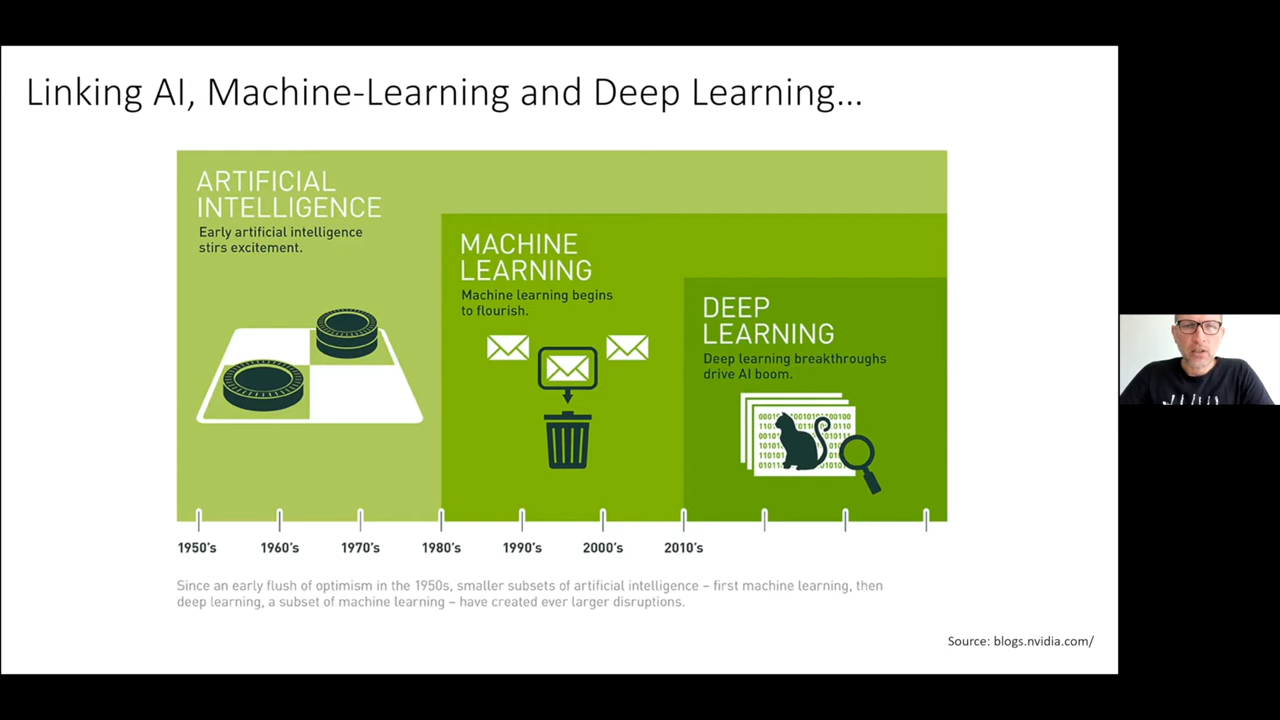 Linking AI, Machine-Learning and Deep Learning...
ARTIFICIAL
INTELLIGENCE
Early artificial intelligence
stirs excitement.
MACHINE
LEARNING
Machine learning begins
to flourish.
DEEP
LEARNING
Deep learning breakthroughs
drive AI boom.
1950's 1960's 1970's 1980's 1990's 2000's 2010's
Since an early flush of optimism in the 1950s, smaller subsets of artificial intelligence – first machine learning, then
deep learning, a subset of machine learning – have created ever larger disruptions.
Source: blogs.nvidia.com/